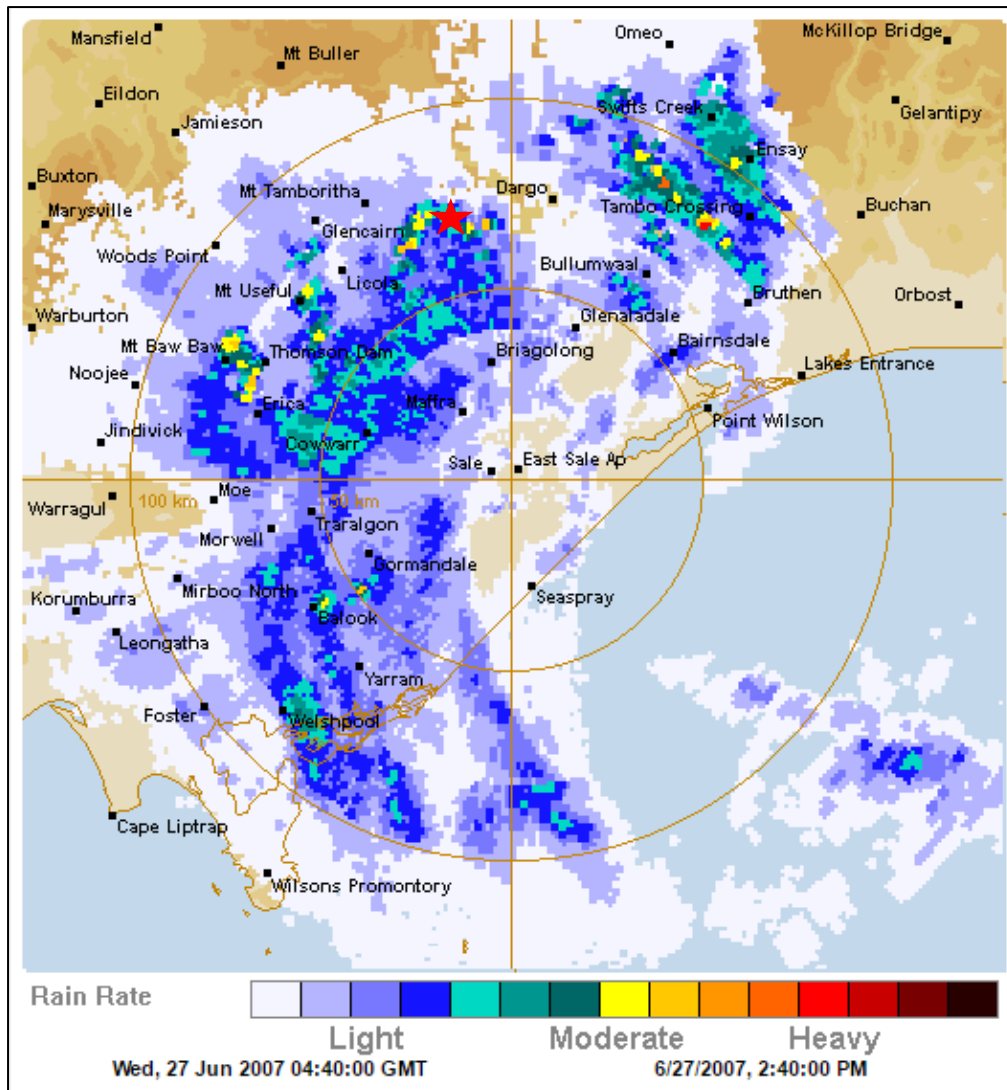 Mansfield
Mt Buller
Omeo
McKillop Bridge
Eildon
Swifts Creek
Gelantipy
Jamieson
Ensay
Buxton
Mt Tamboritha
Dargo
Marysville
Glencairn
Tambo Crossing
Buchan
Woods Point
Licola
Bullumwaal
Mt Useful
Bruthen
Orbost
Warburton
Glenaladale
Mt Baw Baw
Thomson Dam
Briagolong
Bairnsdale
Noojee
Lakes Entrance
Erica
Maffra
Point Wilson
Jindivick
Cowwarr
Sale
East Sale Ap
Moe
100 km
50 km
Warragul
Traralgon
Morwell
Gormandale
Mirboo North
Seaspray
Korumburra
Balook
Leongatha
Yarram
Foster
Welshpool
Cape Liptrap
Wilsons Promontory
Rain Rate
Light Moderate Heavy
Wed, 27 Jun 2007 04:40:00 GMT 6/27/2007, 2:40:00 PM